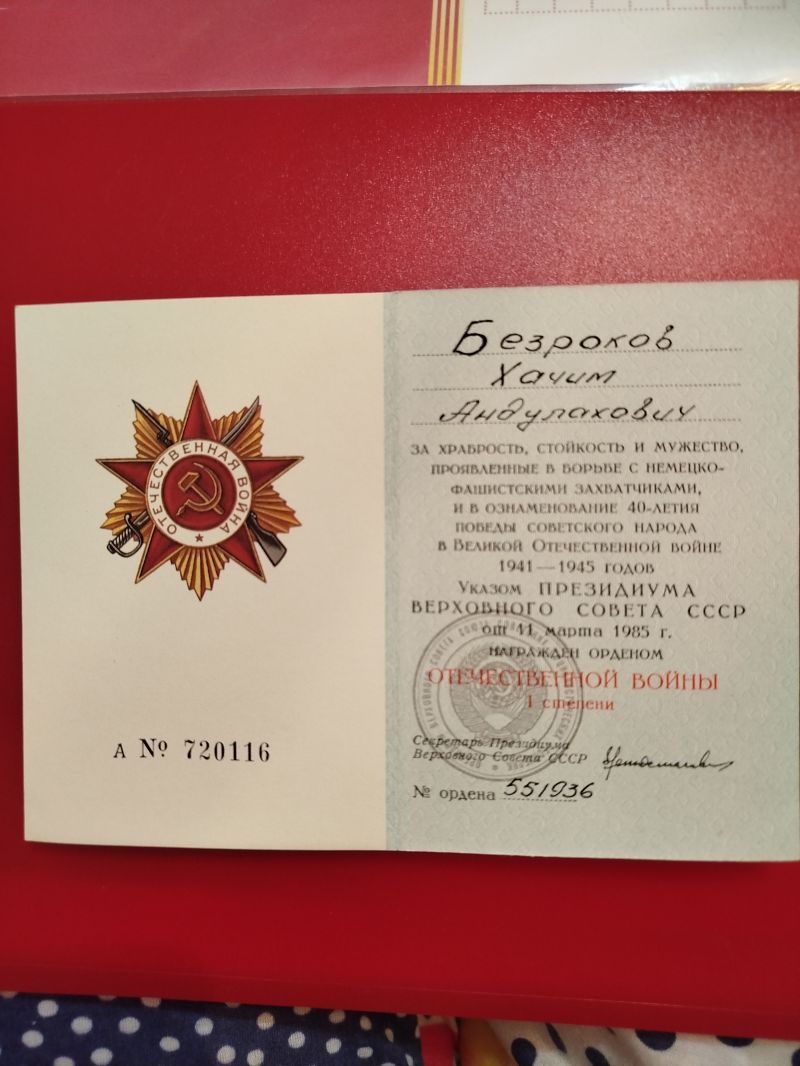 ОТЕЧЕСТВЕННАЯ ВОЙНА
А № 720116
Безроков
Хачим
Андулахович
ЗА ХРАБРОСТЬ, СТОЙКОСТЬ И МУЖЕСТВО,
ПРОЯВЛЕННЫЕ В БОРЬБЕ С НЕМЕЦКО-
ФАШИСТСКИМИ ЗАХВАТЧИКАМИ,
И В ОЗНАМЕНОВАНИЕ 40-ЛЕТИЯ
ПОБЕДЫ СОВЕТСКОГО НАРОДА
В ВЕЛИКОЙ ОТЕЧЕСТВЕННОЙ ВОЙНЕ
1941—1945 ГОДОВ
УКАЗОМ ПРЕЗИДИУМА
ВЕРХОВНОГО СОВЕТА СССР
от 11 марта 1985 г.
НАГРАЖДЕН ОРДЕНОМ
ОТЕЧЕСТВЕННОЙ ВОЙНЫ
I степени
Секретарь Президиума
Верховного Совета СССР
№ ордена 551936